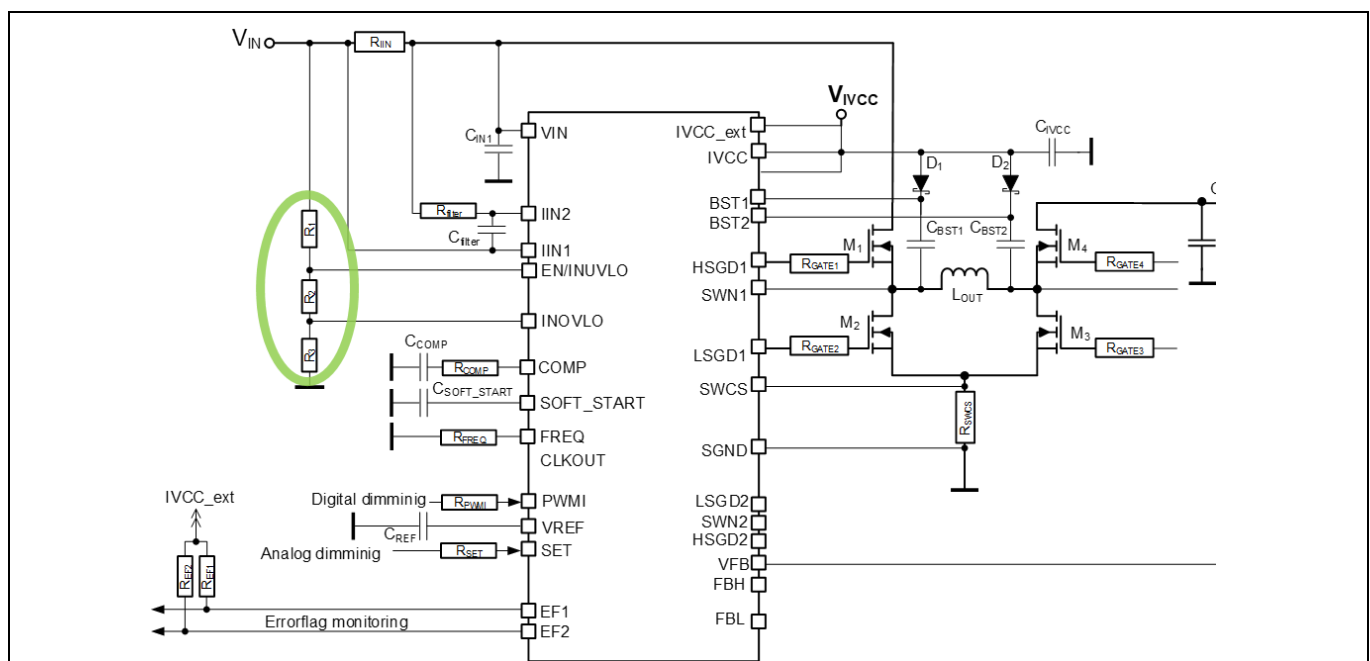 VIN
RIIN
VIVCC
CIN1
VIN
IVCC_ext
IVCC
CIVCC
D1
D2
BST1
BST2
R1
Rfilter
IIN2
Cfilter
IIN1
CBST1
CBST2
M1
M4
HSGD1
RGATE1
RGATE4
EN/INUVLO
SWN1
LOUT
R2
INOVLO
M2
M3
R3
LSGD1
RGATE2
RGATE3
CCOMP
RCOMP
COMP
SWCS
CSOFT_START
SOFT_START
RSWCS
RFREQ
FREQ
SGND
CLKOUT
IVCC_ext
Digital dimminig
RPWMI
PWMI
LSGD2
CREF
VREF
SWN2
Analog dimminig
RSET
SET
HSGD2
REF2
REF1
VFB
FBH
EF1
FBL
Errorflag monitoring
EF2